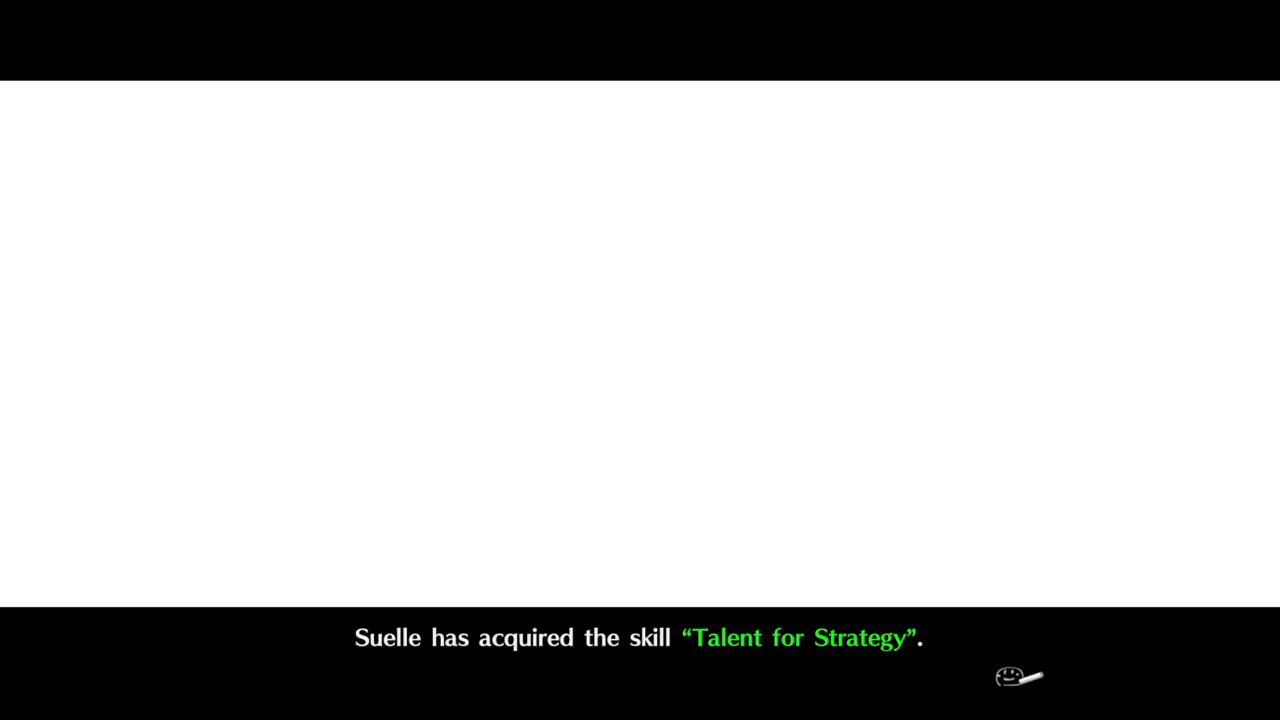 Suelle has acquired the skill “Talent for Strategy”.